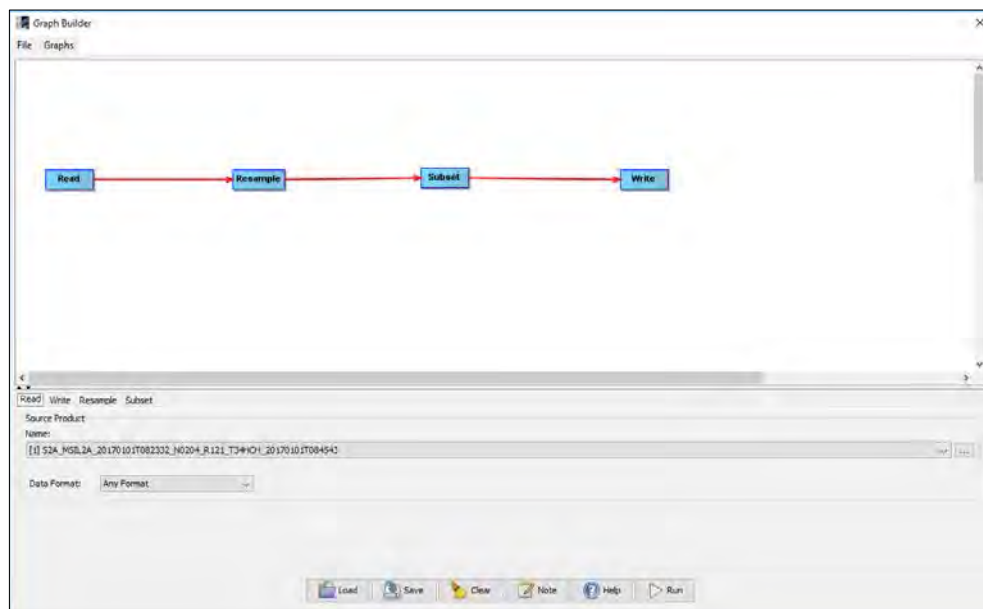 Graph Builder
File Graphs
Read Resample Subset Write
Read Write Resample Subset
Source Product
Name:
[1] S2A_MSIL2A_20170101T082332_N0204_R121_T34HCH_20170101T084543
Data Format: Any Format
Load Save Clear Note Help Run